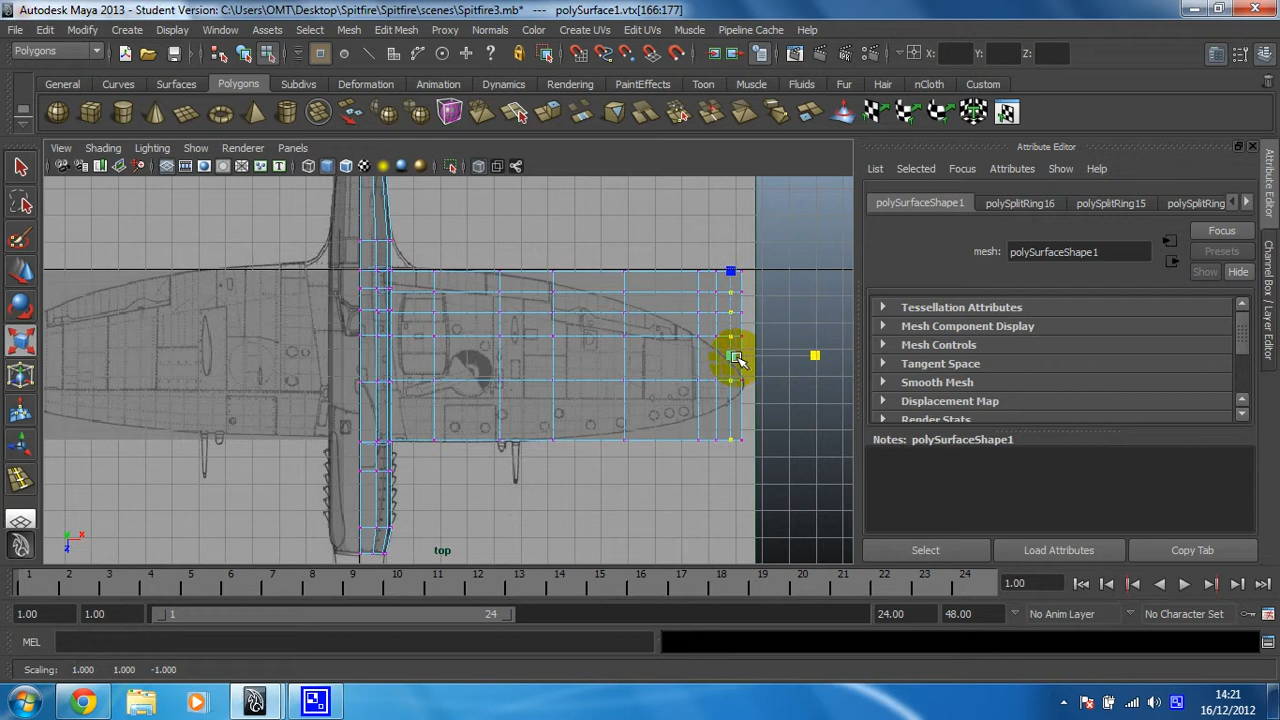 Autodesk Maya 2013 - Student Version: C:\Users\OMT\Desktop\Spitfire\Spitfire\scenes\Spitfire3.mb* --- polySurface1.vtx[166:177]
File Edit Modify Create Display Window Assets Select Mesh Edit Mesh Proxy Normals Color Create UVs Edit UVs Muscle Pipeline Cache Help
Polygons X: Y: Z:
General Curves Surfaces Polygons Subdivs Deformation Animation Dynamics Rendering PaintEffects Toon Muscle Fluids Fur Hair nCloth Custom
View Shading Lighting Show Renderer Panels
Attribute Editor
List Selected Focus Attributes Show Help
polySurfaceShape1 polySplitRing16 polySplitRing15 polySplitRing
Focus
mesh: polySurfaceShape1
Presets
Show Hide
Tessellation Attributes
Mesh Component Display
Mesh Controls
Tangent Space
Smooth Mesh
Displacement Map
Render Stats
Notes: polySurfaceShape1
Select Load Attributes Copy Tab
Attribute Editor
Channel Box / Layer Editor
y x
z
top
1 2 3 4 5 6 7 8 9 10 11 12 13 14 15 16 17 18 19 20 21 22 23 24 1.00
1.00 1.00 1 24 24.00 48.00 No Anim Layer No Character Set
MEL
Scaling: 1.000 1.000 -1.000
14:21
16/12/2012